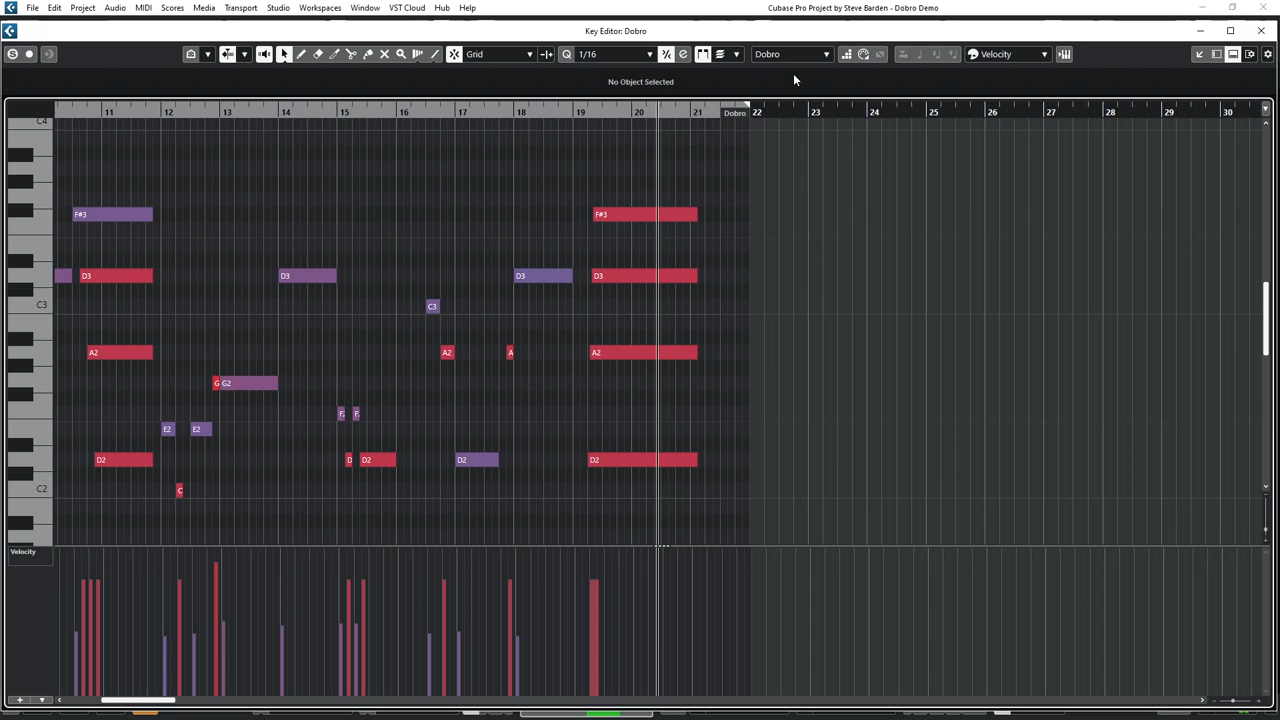 File Edit Project Audio MIDI Scores Media Transport Studio Workspaces Window VST Cloud Hub Help Cubase Pro Project by Steve Barden - Dobro Demo
Key Editor: Dobro
Grid 1/16 Dobro Velocity
No Object Selected
11 12 13 14 15 16 17 18 19 20 21 Dobro 22 23 24 25 26 27 28 29 30
C4
F#3 F#3
D3 D3 D3 D3
C3 C3
A2 A2 A A2
G G2
F F
E2 E2
D2 D D2 D2 D2
C2 C
Velocity